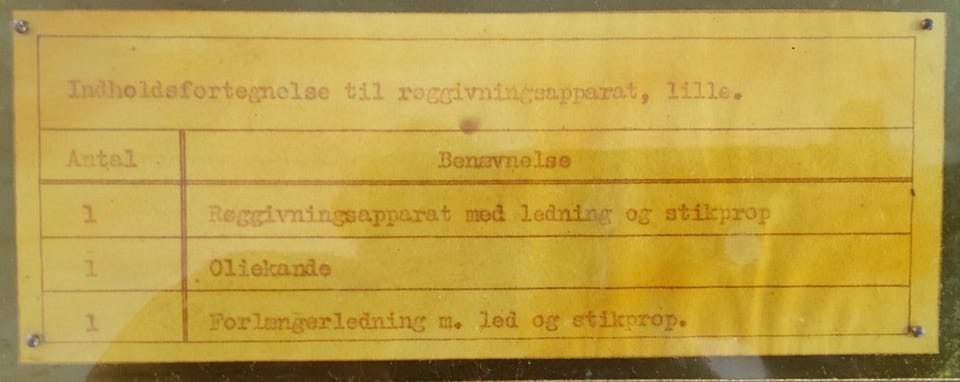 Indholdsfortegnelse til røggivningsapparat, lille.
Antal Benævnelse
1 Røggivningsapparat med ledning og stikprop
1 Oliekande
1 Forlængerledning m. led og stikprop.